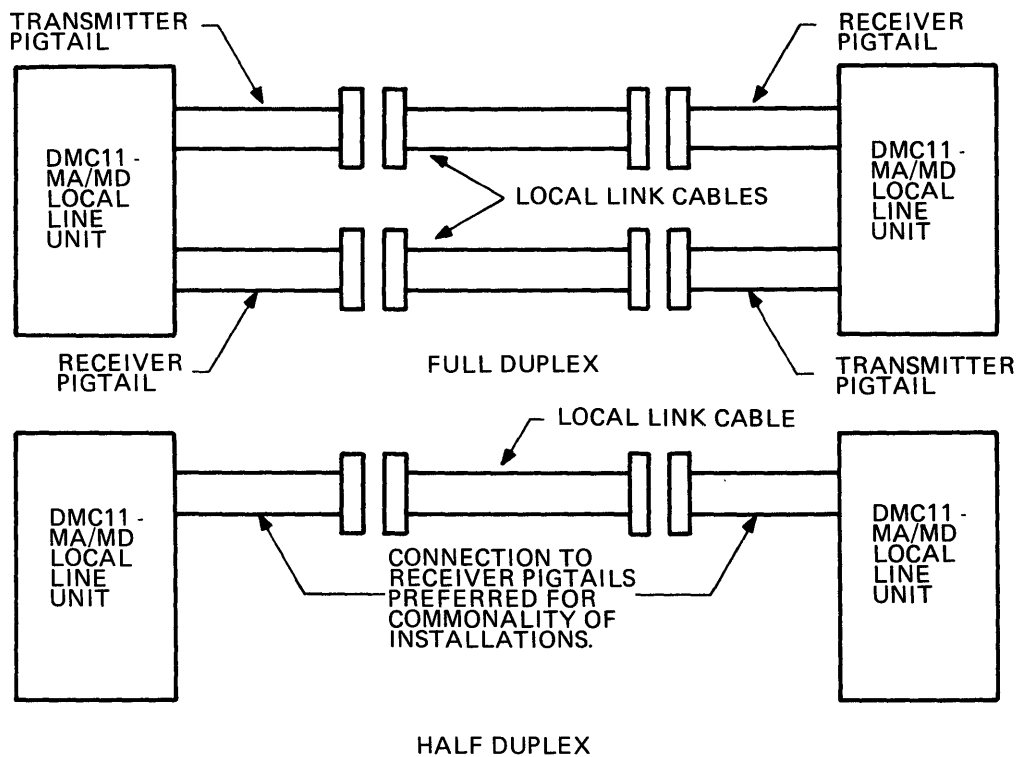 TRANSMITTER
PIGTAIL
RECEIVER
PIGTAIL
DMC11-
MA/MD
LOCAL
LINE
UNIT
LOCAL LINK CABLES
DMC11-
MA/MD
LOCAL
LINE
UNIT
RECEIVER
PIGTAIL
FULL DUPLEX
TRANSMITTER
PIGTAIL
LOCAL LINK CABLE
DMC11-
MA/MD
LOCAL
LINE
UNIT
CONNECTION TO
RECEIVER PIGTAILS
PREFERRED FOR
COMMONALITY OF
INSTALLATIONS.
DMC11-
MA/MD
LOCAL
LINE
UNIT
HALF DUPLEX